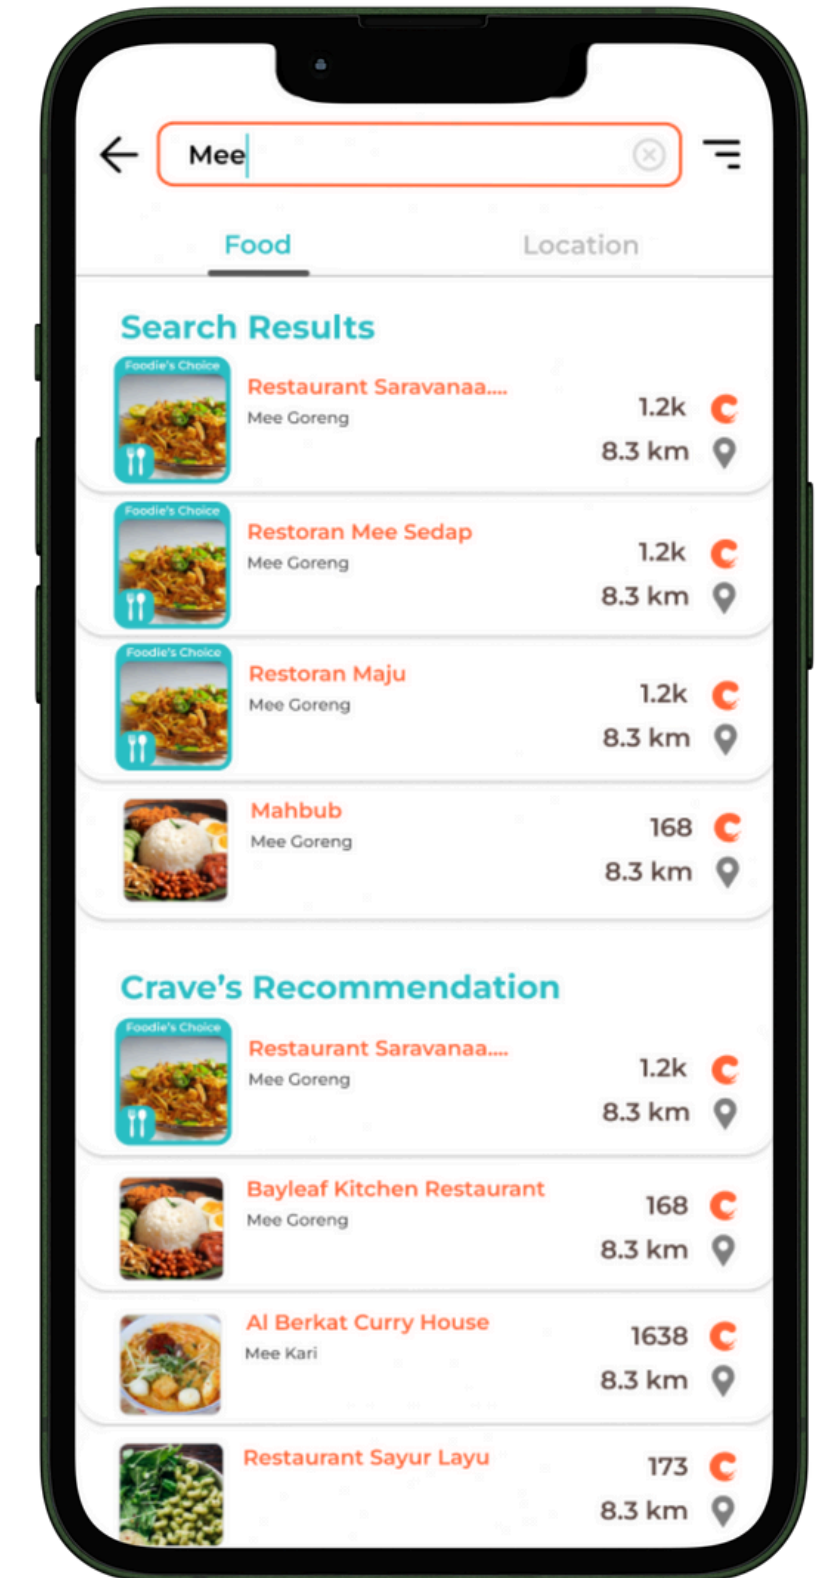 Mee
Food
Location
Search Results
Foodie's Choice
Restaurant Saravanaa....
Mee Goreng
1.2k
8.3 km
Foodie's Choice
Restoran Mee Sedap
Mee Goreng
1.2k
8.3 km
Foodie's Choice
Restoran Maju
Mee Goreng
1.2k
8.3 km
Mahbub
Mee Goreng
168
8.3 km
Crave's Recommendation
Foodie's Choice
Restaurant Saravanaa....
Mee Goreng
1.2k
8.3 km
Bayleaf Kitchen Restaurant
Mee Goreng
168
8.3 km
Al Berkat Curry House
Mee Kari
1638
8.3 km
Restaurant Sayur Layu
173
8.3 km